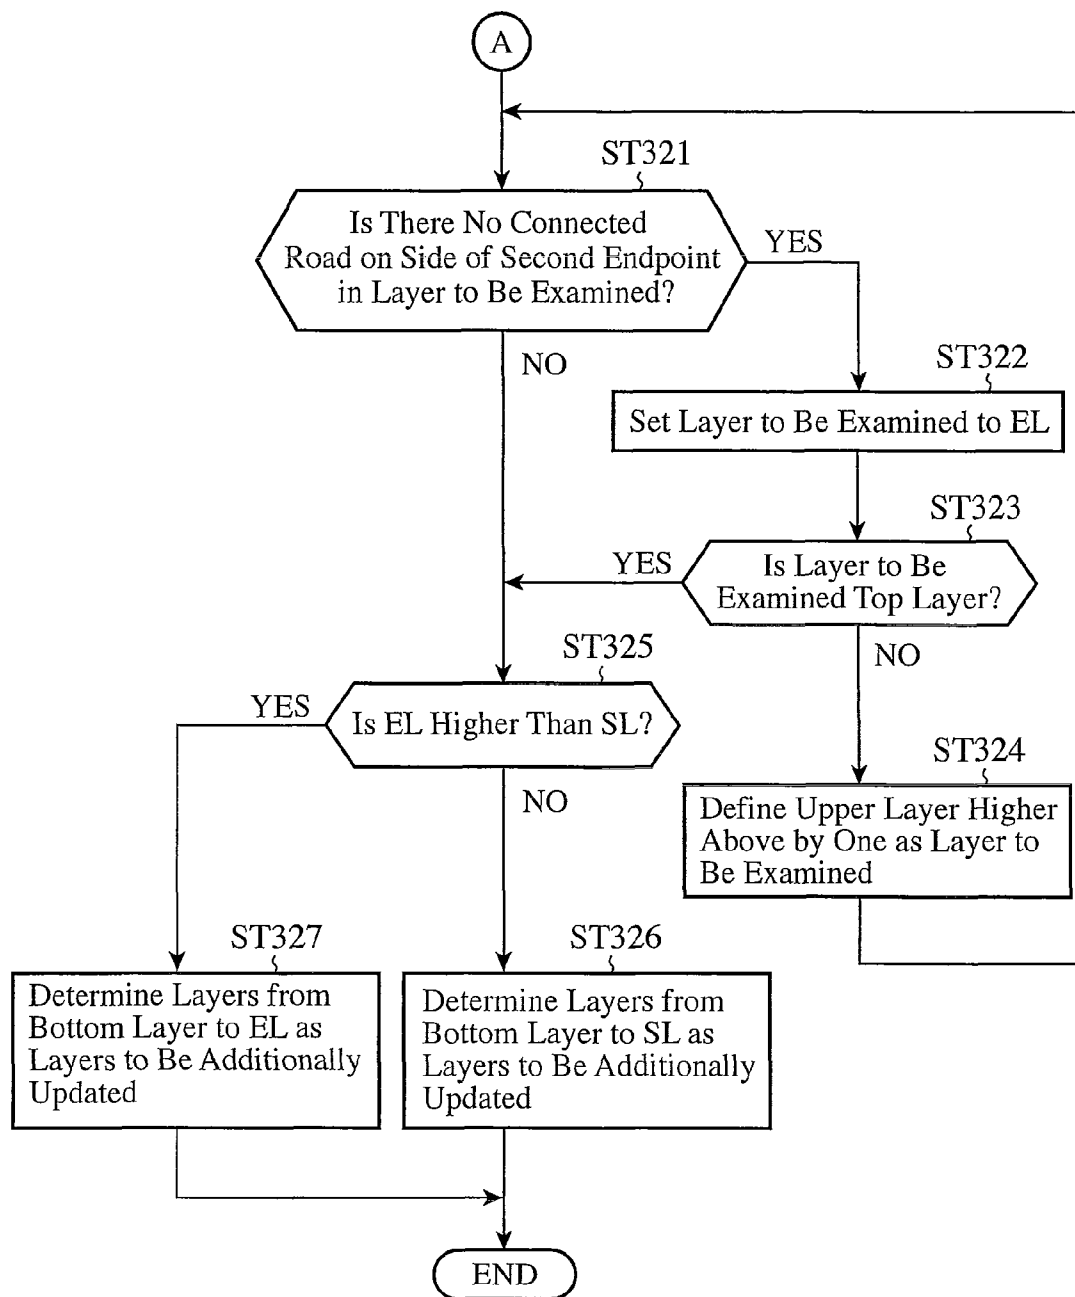 A
ST321
Is There No Connected
Road on Side of Second Endpoint
in Layer to Be Examined?
YES
NO
ST322
Set Layer to Be Examined to EL
ST323
Is Layer to Be
Examined Top Layer?
YES
NO
ST325
Is EL Higher Than SL?
YES
NO
ST324
Define Upper Layer Higher
Above by One as Layer to
Be Examined
ST327
Determine Layers from
Bottom Layer to EL as
Layers to Be Additionally
Updated
ST326
Determine Layers from
Bottom Layer to SL as
Layers to Be Additionally
Updated
END